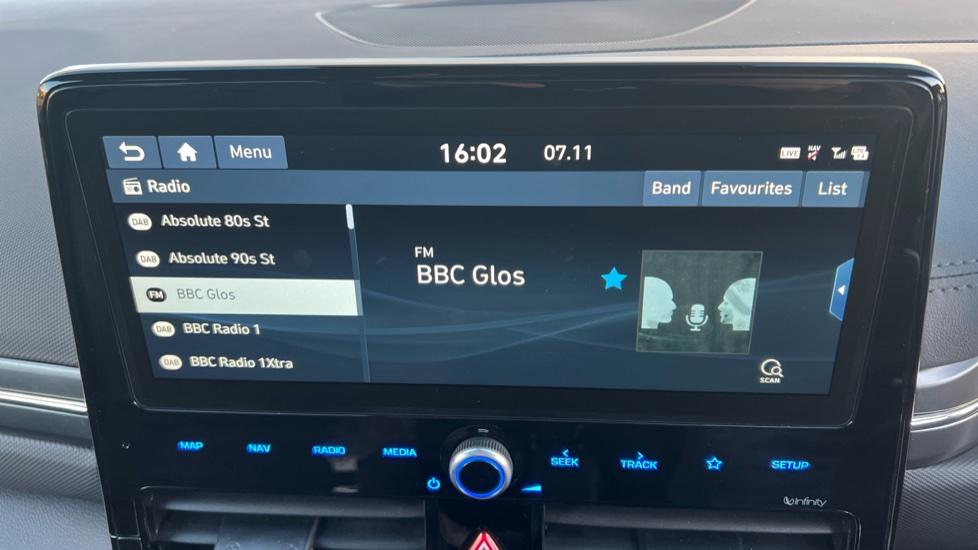 Menu
16:02 07.11
LIVE NAV
Radio
Band Favourites List
DAB Absolute 80s St
DAB Absolute 90s St
FM BBC Glos
DAB BBC Radio 1
DAB BBC Radio 1Xtra
FM
BBC Glos
SCAN
MAP NAV RADIO MEDIA SEEK TRACK SETUP
Infinity